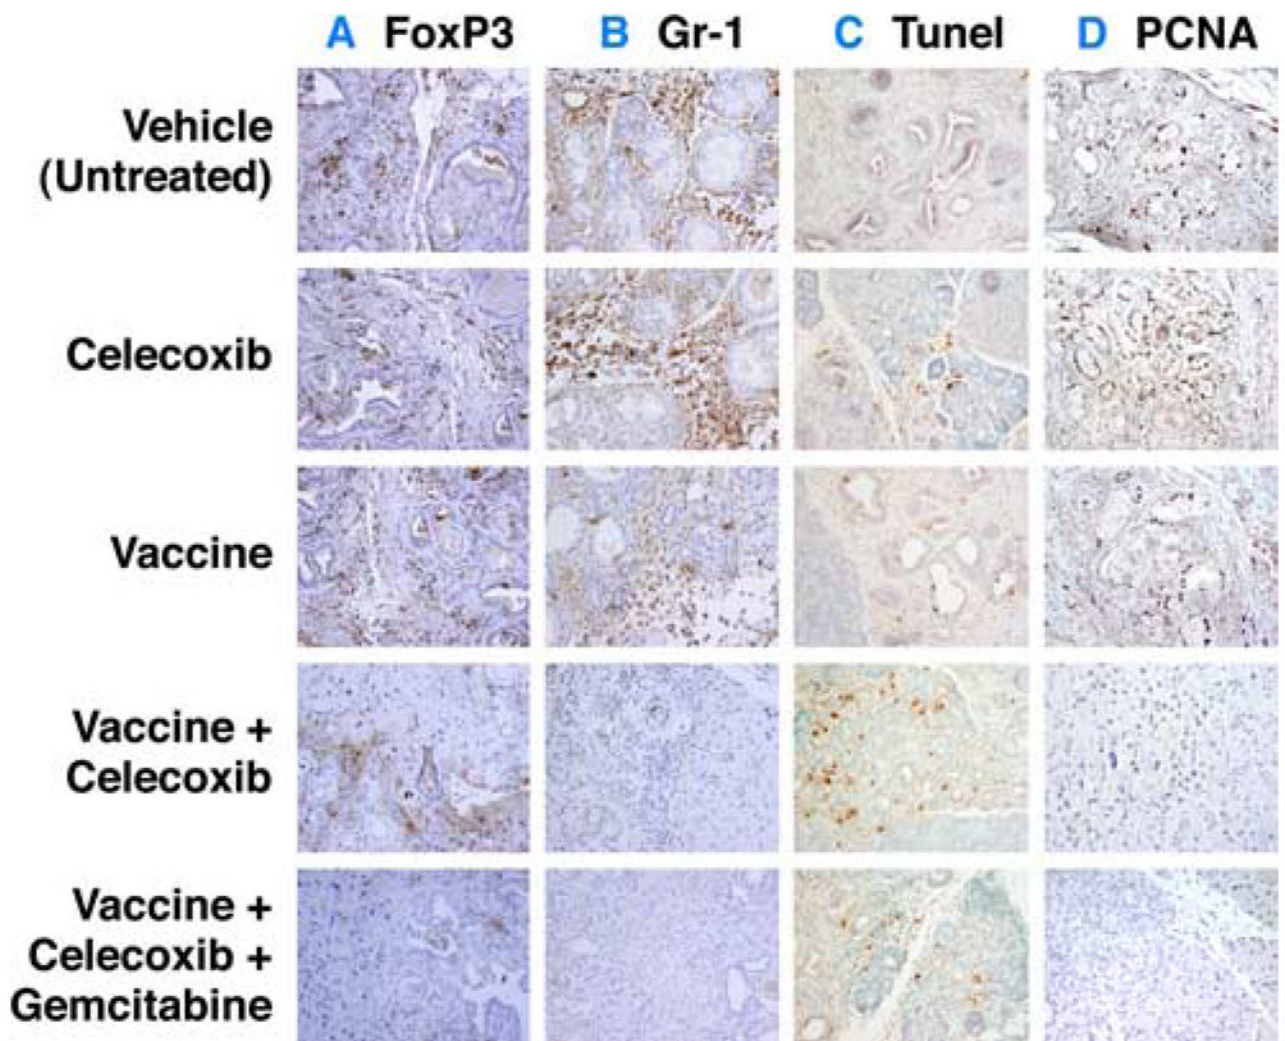 A FoxP3 B Gr-1 C Tunel D PCNA
Vehicle
(Untreated)
Celecoxib
Vaccine
Vaccine +
Celecoxib
Vaccine +
Celecoxib +
Gemcitabine